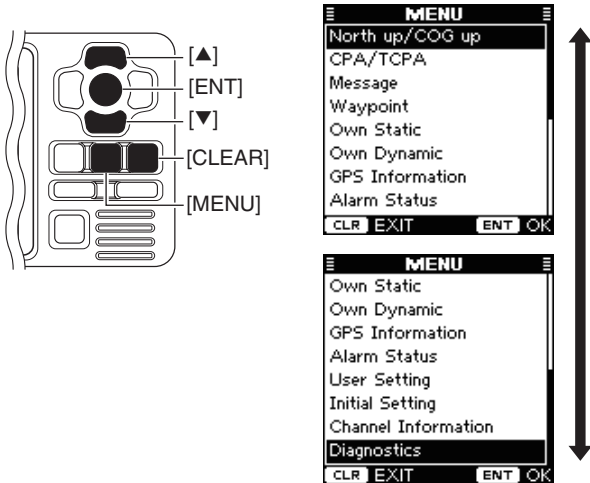 [▲]
[ENT]
[▼]
[CLEAR]
[MENU]
MENU
North up/COG up
CPA/TCPA
Message
Waypoint
Own Static
Own Dynamic
GPS Information
Alarm Status
CLR EXIT ENT OK
MENU
Own Static
Own Dynamic
GPS Information
Alarm Status
User Setting
Initial Setting
Channel Information
Diagnostics
CLR EXIT ENT OK